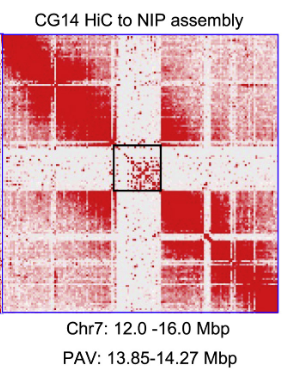 CG14 HiC to NIP assembly
Chr7: 12.0 -16.0 Mbp
PAV: 13.85-14.27 Mbp